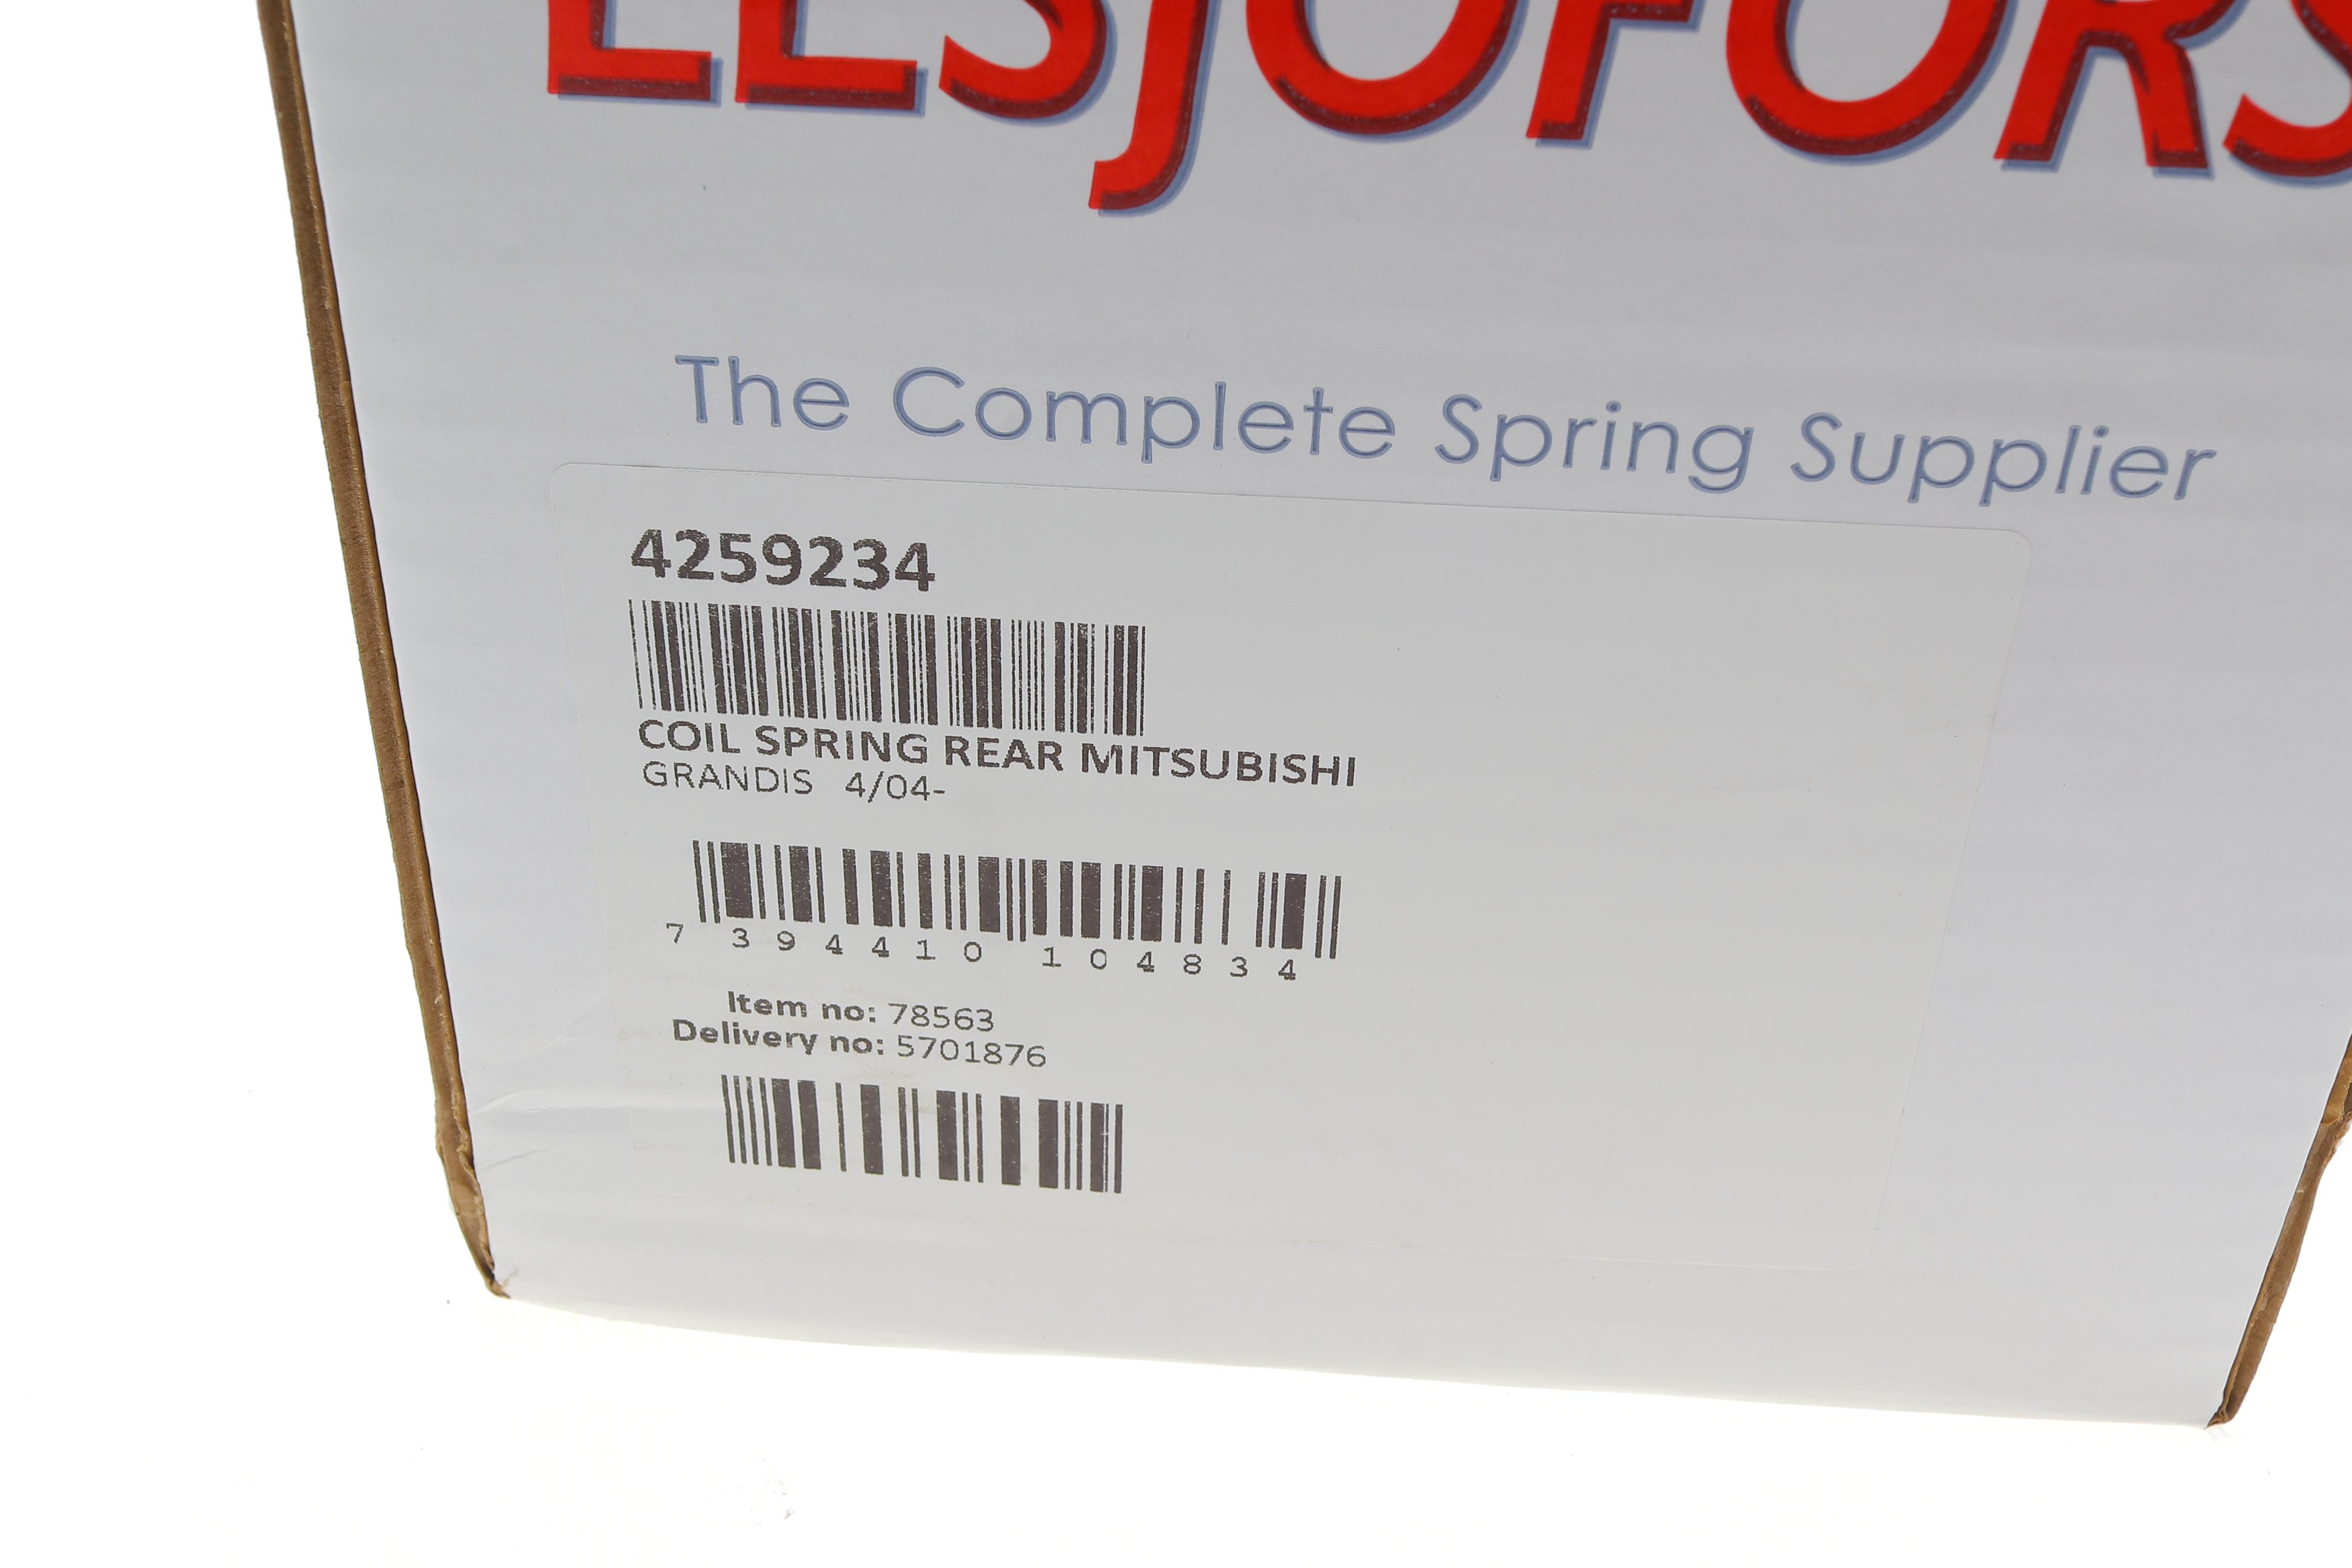 LESJÖFORS
The Complete Spring Supplier
4259234
COIL SPRING REAR MITSUBISHI
GRANDIS 4/04-
7 394410 104834
Item no: 78563
Delivery no: 5701876